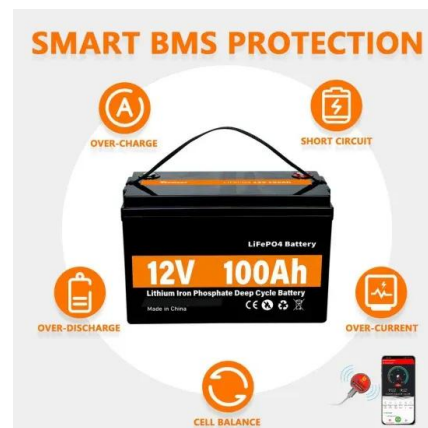 SMART BMS PROTECTION
A
OVER-CHARGE
SHORT CIRCUIT
LiFePO4 Battery
12V 100Ah
Lithium Iron Phosphate Deep Cycle Battery
Made in China
CE
OVER-DISCHARGE
OVER-CURRENT
CELL BALANCE